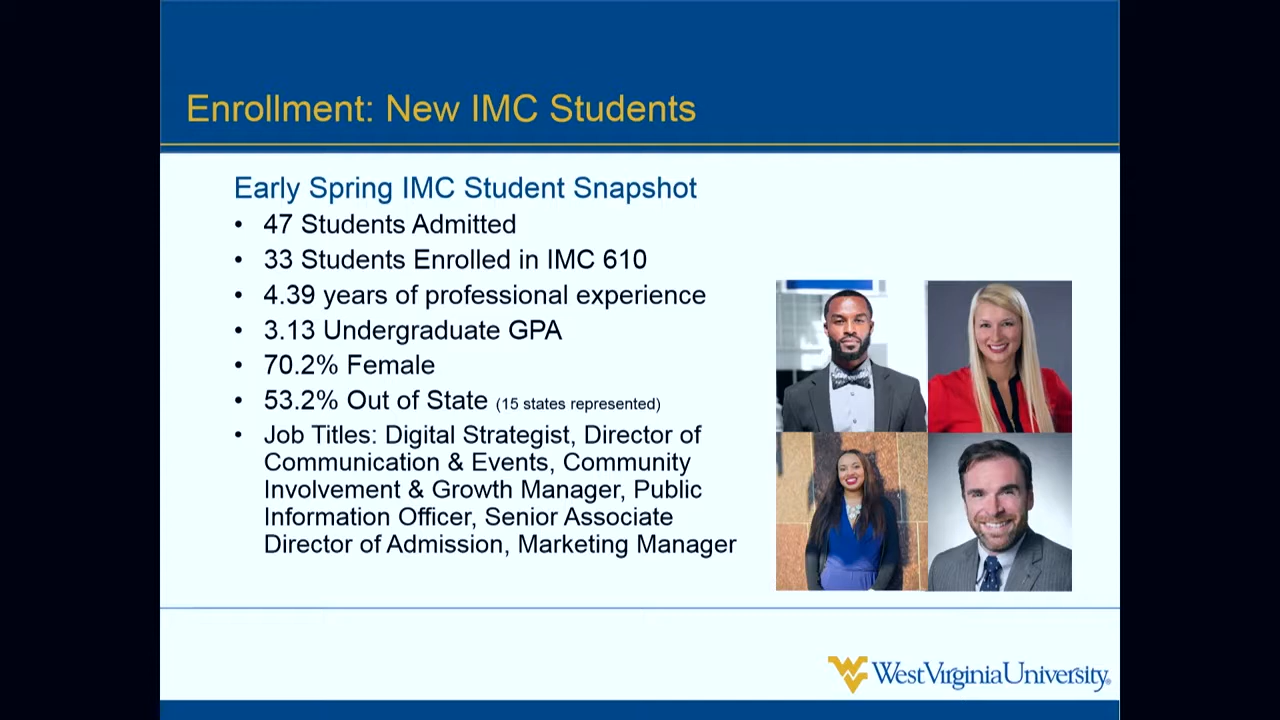 Enrollment: New IMC Students
Early Spring IMC Student Snapshot
• 47 Students Admitted
• 33 Students Enrolled in IMC 610
• 4.39 years of professional experience
• 3.13 Undergraduate GPA
• 70.2% Female
• 53.2% Out of State (15 states represented)
• Job Titles: Digital Strategist, Director of
Communication & Events, Community
Involvement & Growth Manager, Public
Information Officer, Senior Associate
Director of Admission, Marketing Manager
WestVirginiaUniversity®